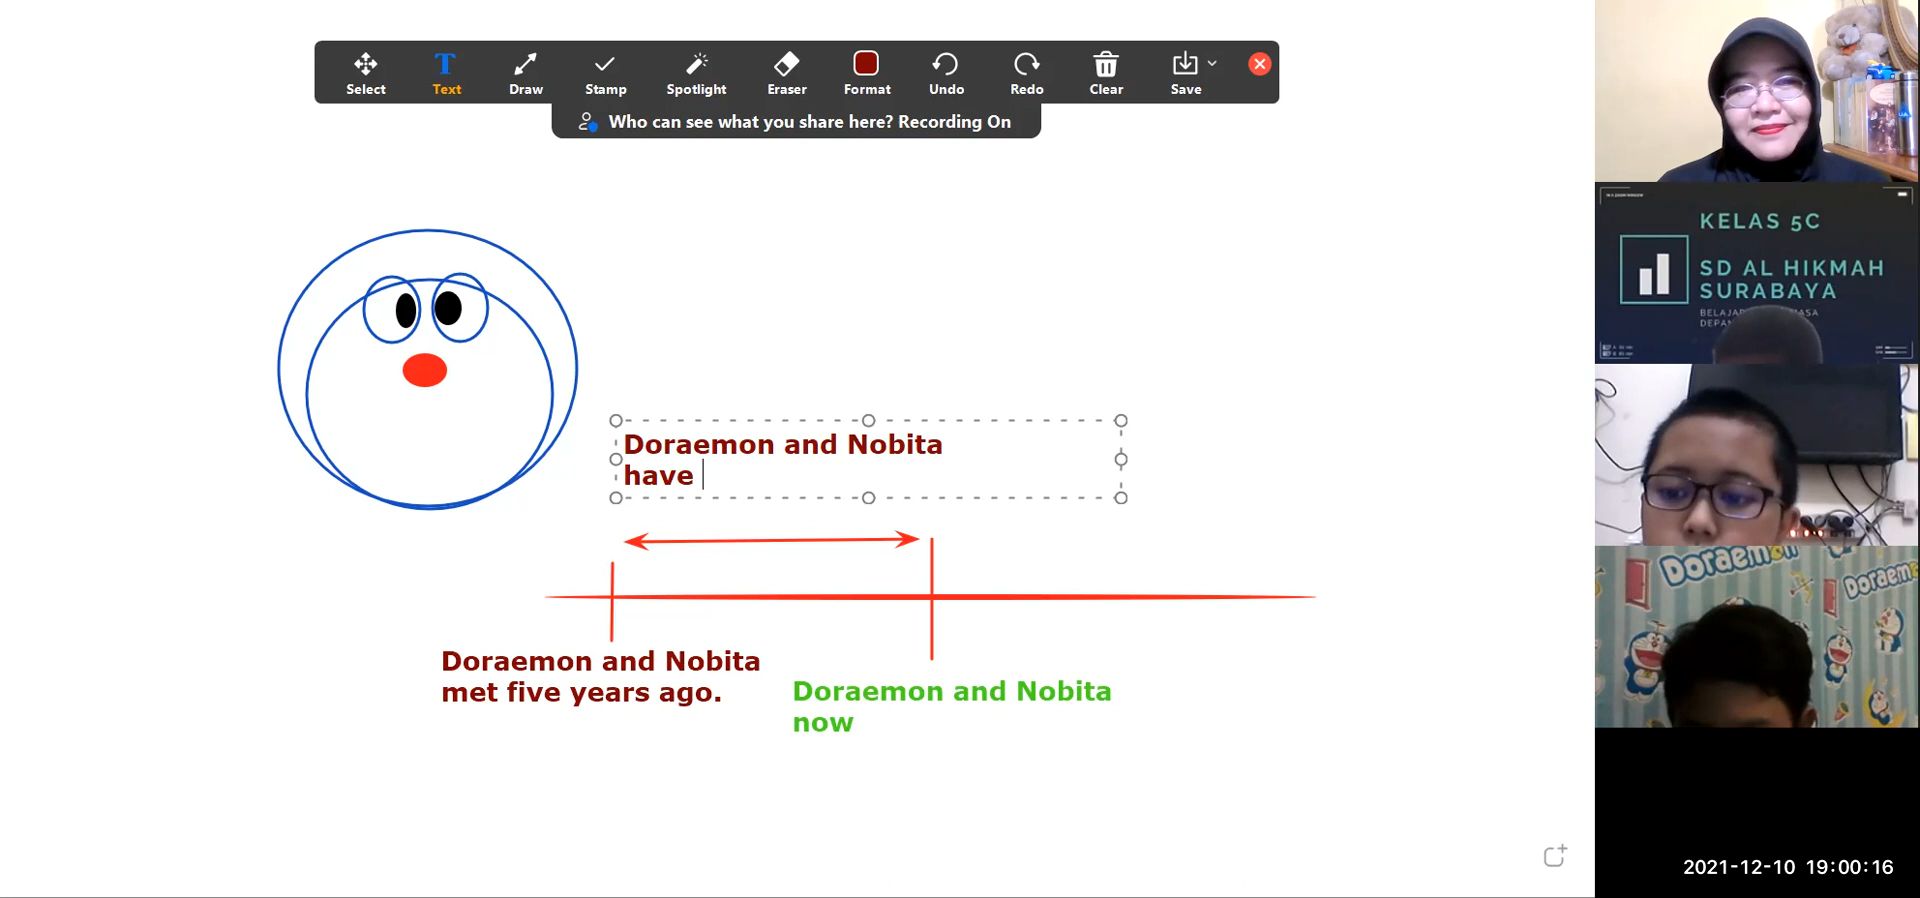 Select
Text
Draw
Stamp
Spotlight
Eraser
Format
Undo
Redo
Clear
Save
Who can see what you share here? Recording On
Doraemon and Nobita
have
Doraemon and Nobita
met five years ago.
Doraemon and Nobita
now
KELAS 5C
SD AL HIKMAH
SURABAYA
BELAJAR
Doraemon
Doraem
2021-12-10 19:00:16